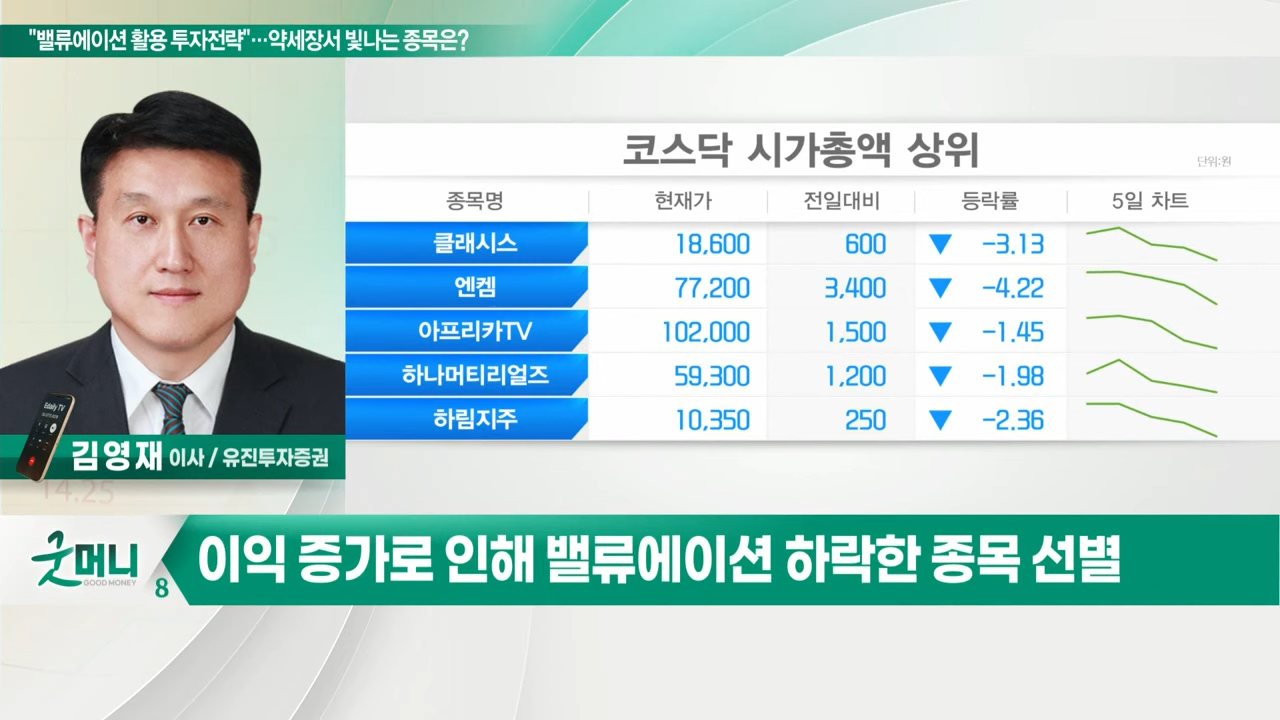 "밸류에이션 활용 투자전략"…약세장서 빛나는 종목은?
코스닥 시가총액 상위
단위:원
종목명 현재가 전일대비 등락률 5일 차트
클래시스 18,600 600 ▼ -3.13
엔켐 77,200 3,400 ▼ -4.22
아프리카TV 102,000 1,500 ▼ -1.45
하나머티리얼즈 59,300 1,200 ▼ -1.98
하림지주 10,350 250 ▼ -2.36
Edaily TV
김영재 이사 / 유진투자증권
14.25
굿머니
GOOD MONEY
8
이익 증가로 인해 밸류에이션 하락한 종목 선별